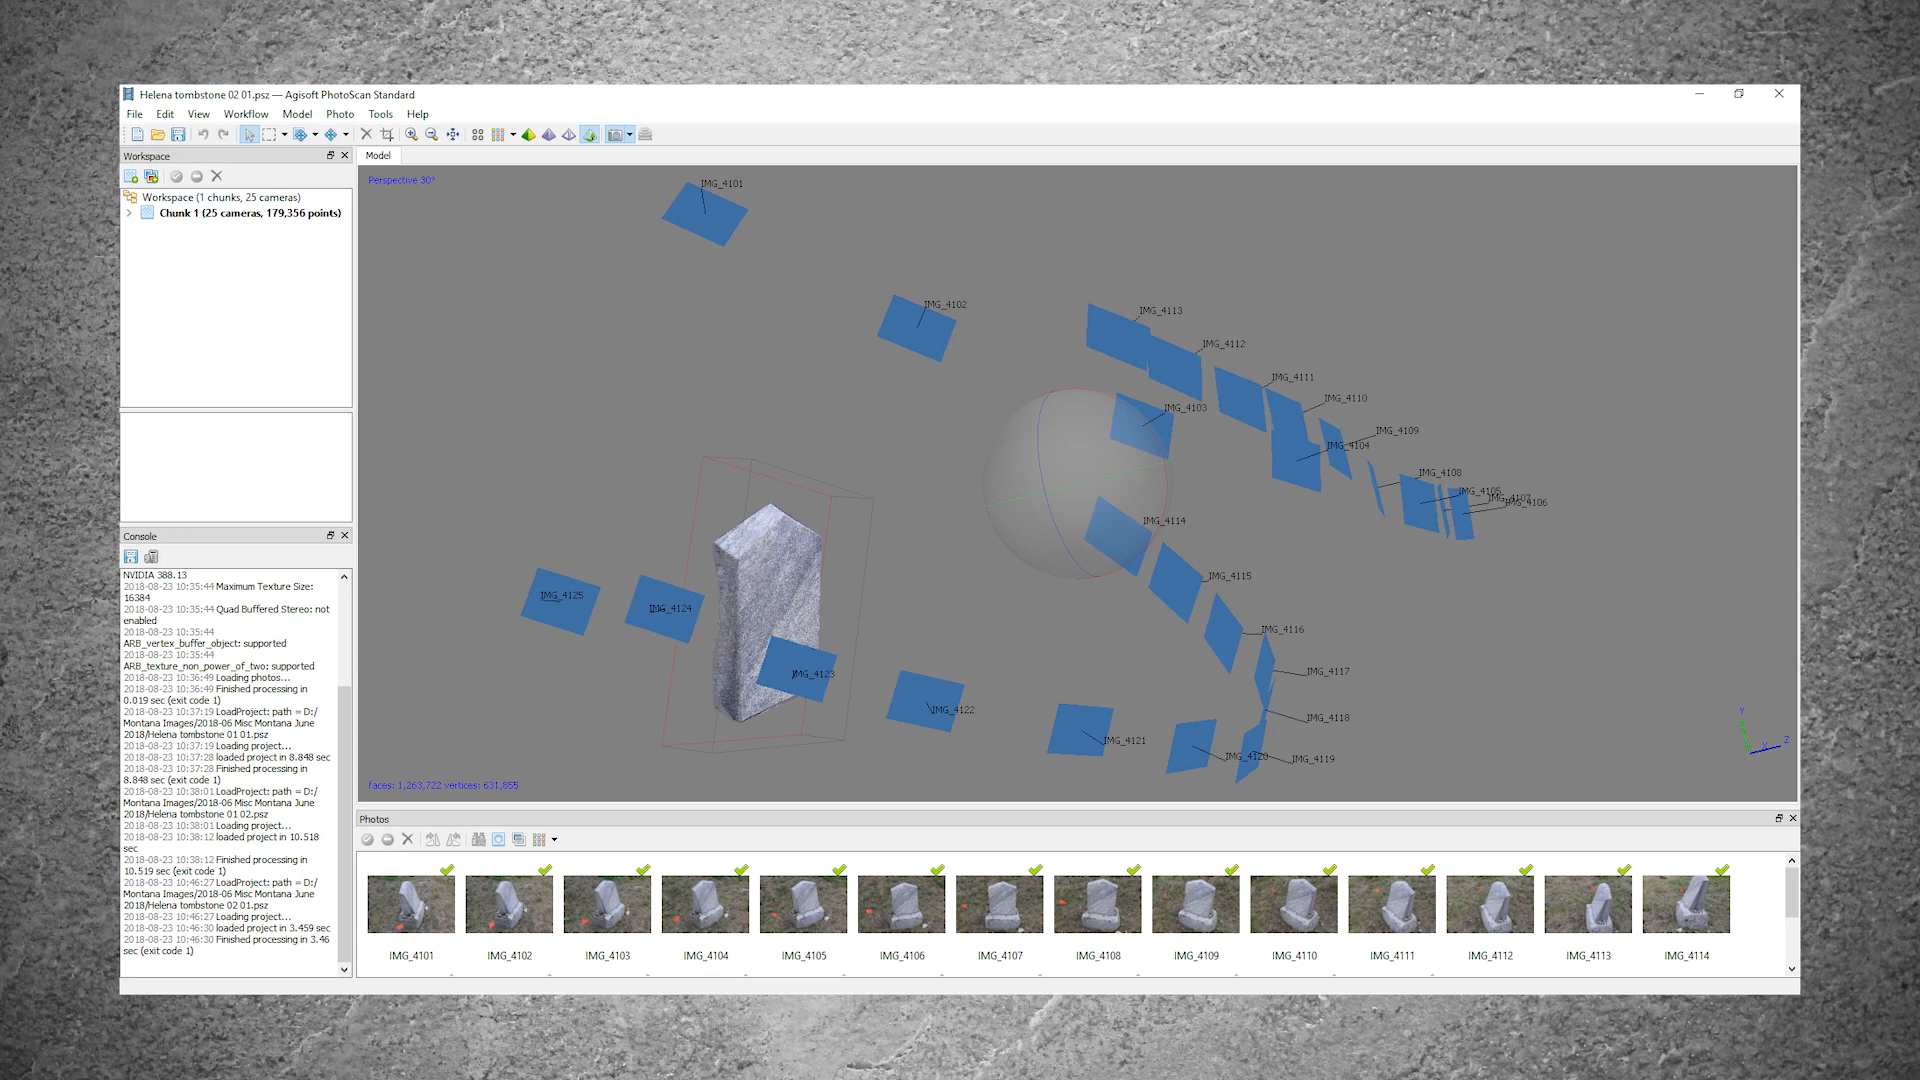 Helena tombstone 02 01.psz — Agisoft PhotoScan Standard
File Edit View Workflow Model Photo Tools Help
Workspace
Workspace (1 chunks, 25 cameras)
Chunk 1 (25 cameras, 179,356 points)
Console
NVIDIA 388.13
2018-08-23 10:35:44 Maximum Texture Size:
16384
2018-08-23 10:35:44 Quad Buffered Stereo: not
enabled
2018-08-23 10:35:44
ARB_vertex_buffer_object: supported
2018-08-23 10:35:44
ARB_texture_non_power_of_two: supported
2018-08-23 10:36:49 Loading photos...
2018-08-23 10:36:49 Finished processing in
0.019 sec (exit code 1)
2018-08-23 10:37:19 LoadProject: path = D:/
Montana Images/2018-06 Misc Montana June
2018/Helena tombstone 01 01.psz
2018-08-23 10:37:19 Loading project...
2018-08-23 10:37:28 loaded project in 8.848 sec
2018-08-23 10:37:28 Finished processing in
8.848 sec (exit code 1)
2018-08-23 10:38:01 LoadProject: path = D:/
Montana Images/2018-06 Misc Montana June
2018/Helena tombstone 01 02.psz
2018-08-23 10:38:01 Loading project...
2018-08-23 10:38:12 loaded project in 10.518
sec
2018-08-23 10:38:12 Finished processing in
10.519 sec (exit code 1)
2018-08-23 10:46:27 LoadProject: path = D:/
Montana Images/2018-06 Misc Montana June
2018/Helena tombstone 02 01.psz
2018-08-23 10:46:27 Loading project...
2018-08-23 10:46:30 loaded project in 3.459 sec
2018-08-23 10:46:30 Finished processing in 3.46
sec (exit code 1)
Model
Perspective 30°
IMG_4101
IMG_4102
IMG_4113
IMG_4112
IMG_4111
IMG_4110
IMG_4103
IMG_4109
IMG_4104
IMG_4108
IMG_4105
IMG_4107
IMG_4106
IMG_4114
IMG_4115
IMG_4125
IMG_4124
IMG_4116
IMG_4117
IMG_4123
IMG_4122
IMG_4118
IMG_4121
IMG_4120
IMG_4119
Y
X
Z
faces: 1,263,722 vertices: 631,855
Photos
IMG_4101 IMG_4102 IMG_4103 IMG_4104 IMG_4105 IMG_4106 IMG_4107 IMG_4108 IMG_4109 IMG_4110 IMG_4111 IMG_4112 IMG_4113 IMG_4114